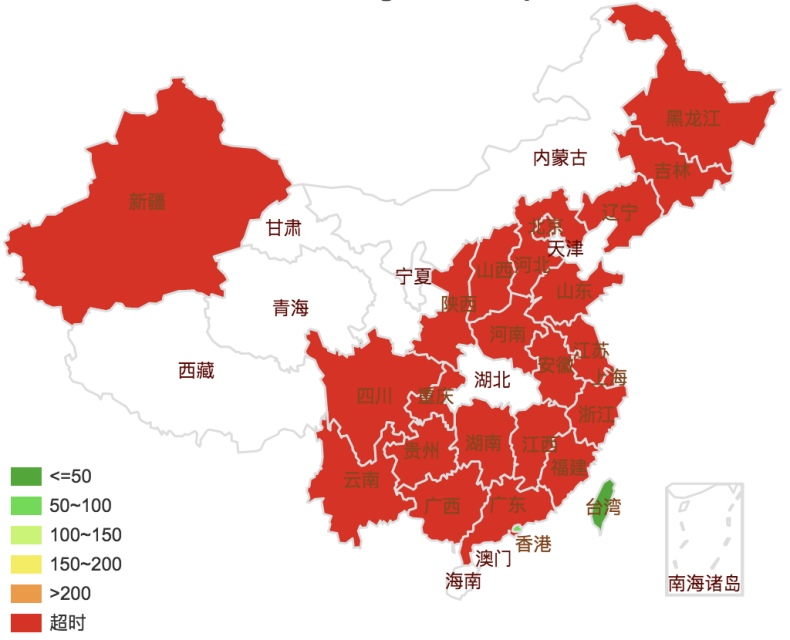 黑龙江
内蒙古
吉林
新疆
辽宁
甘肃
北京
天津
宁夏
山西
河北
山东
青海
陕西
河南
江苏
安徽
西藏
湖北
上海
四川
重庆
浙江
湖南
江西
贵州
福建
云南
广西
广东
台湾
香港
澳门
海南
南海诸岛
<=50
50~100
100~150
150~200
>200
超时